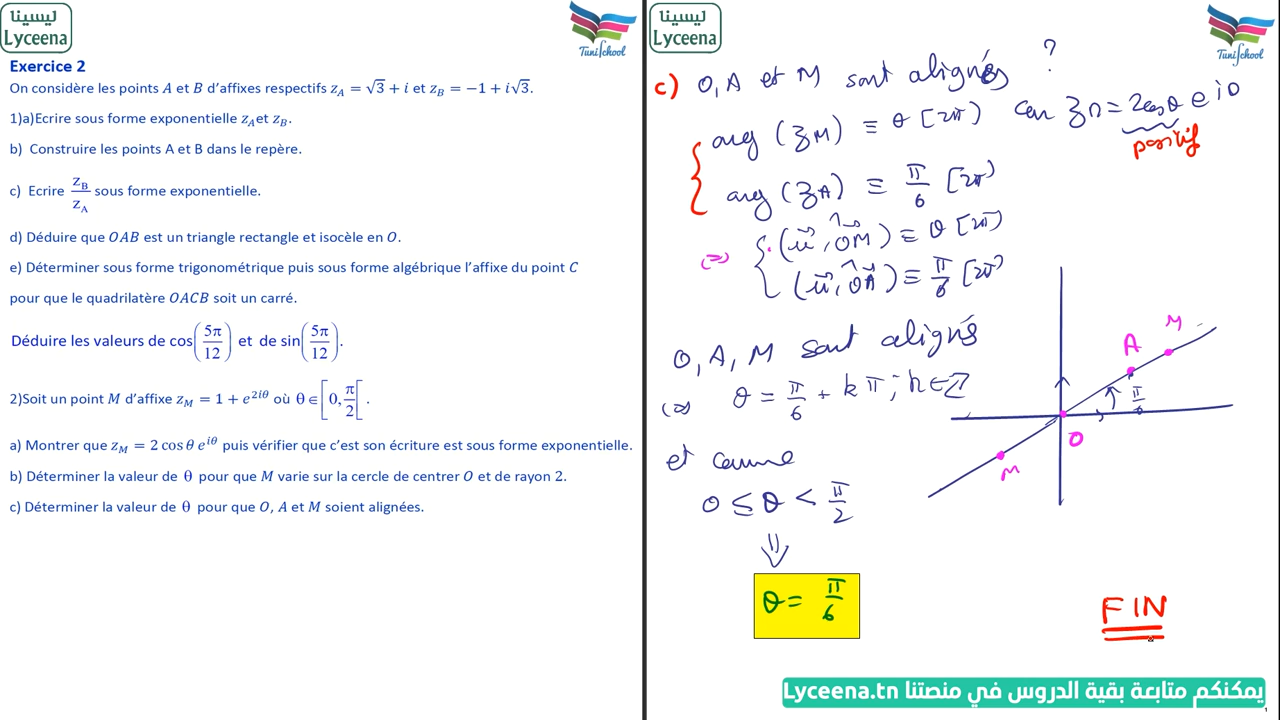 ليسينا
Lyceena
TuniSchool
Exercice 2
On considère les points A et B d’affixes respectifs z_A = √3 + i et z_B = −1 + i√3.
1)a)Ecrire sous forme exponentielle z_A et z_B.
b) Construire les points A et B dans le repère.
c) Ecrire z_B/z_A sous forme exponentielle.
d) Déduire que OAB est un triangle rectangle et isocèle en O.
e) Déterminer sous forme trigonométrique puis sous forme algébrique l’affixe du point C
pour que le quadrilatère OACB soit un carré.
Déduire les valeurs de cos(5π/12) et de sin(5π/12).
2)Soit un point M d’affixe z_M = 1 + e^{2iθ} où θ ∈ [0, π/2[ .
a) Montrer que z_M = 2 cos θ e^{iθ} puis vérifier que c’est son écriture est sous forme exponentielle.
b) Déterminer la valeur de θ pour que M varie sur la cercle de centrer O et de rayon 2.
c) Déterminer la valeur de θ pour que O, A et M soient alignées.
ليسينا
Lyceena
TuniSchool
c) O, A et M sont alignés ?
arg (z_M) ≡ θ [2π) car z_M = 2cosθ e^{iθ}
positif
arg (z_A) ≡ π/6 [2π)
⇔ (u, OM) ≡ θ [2π)
(u, OA) ≡ π/6 [2π)
O, A, M sont alignés
⇔ θ = π/6 + kπ ; k ∈ ℤ
et comme
0 ≤ θ < π/2
⇓
θ = π/6
M
A
π/6
O
M
FIN
يمكنكم متابعة بقية الدروس في منصتنا Lyceena.tn
1